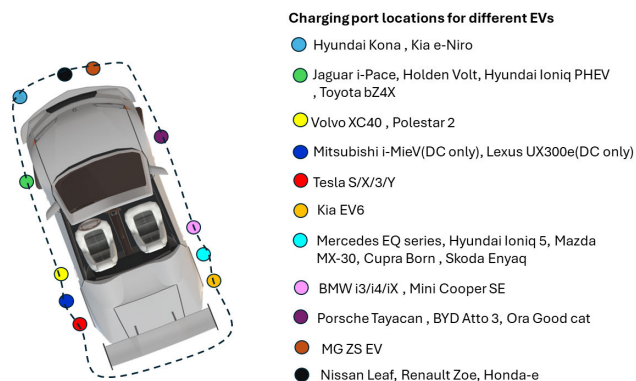 Charging port locations for different EVs
Hyundai Kona , Kia e-Niro
Jaguar i-Pace, Holden Volt, Hyundai Ioniq PHEV
, Toyota bZ4X
Volvo XC40 , Polestar 2
Mitsubishi i-MieV(DC only), Lexus UX300e(DC only)
Tesla S/X/3/Y
Kia EV6
Mercedes EQ series, Hyundai Ioniq 5, Mazda
MX-30, Cupra Born , Skoda Enyaq
BMW i3/i4/iX , Mini Cooper SE
Porsche Tayacan , BYD Atto 3, Ora Good cat
MG ZS EV
Nissan Leaf, Renault Zoe, Honda-e